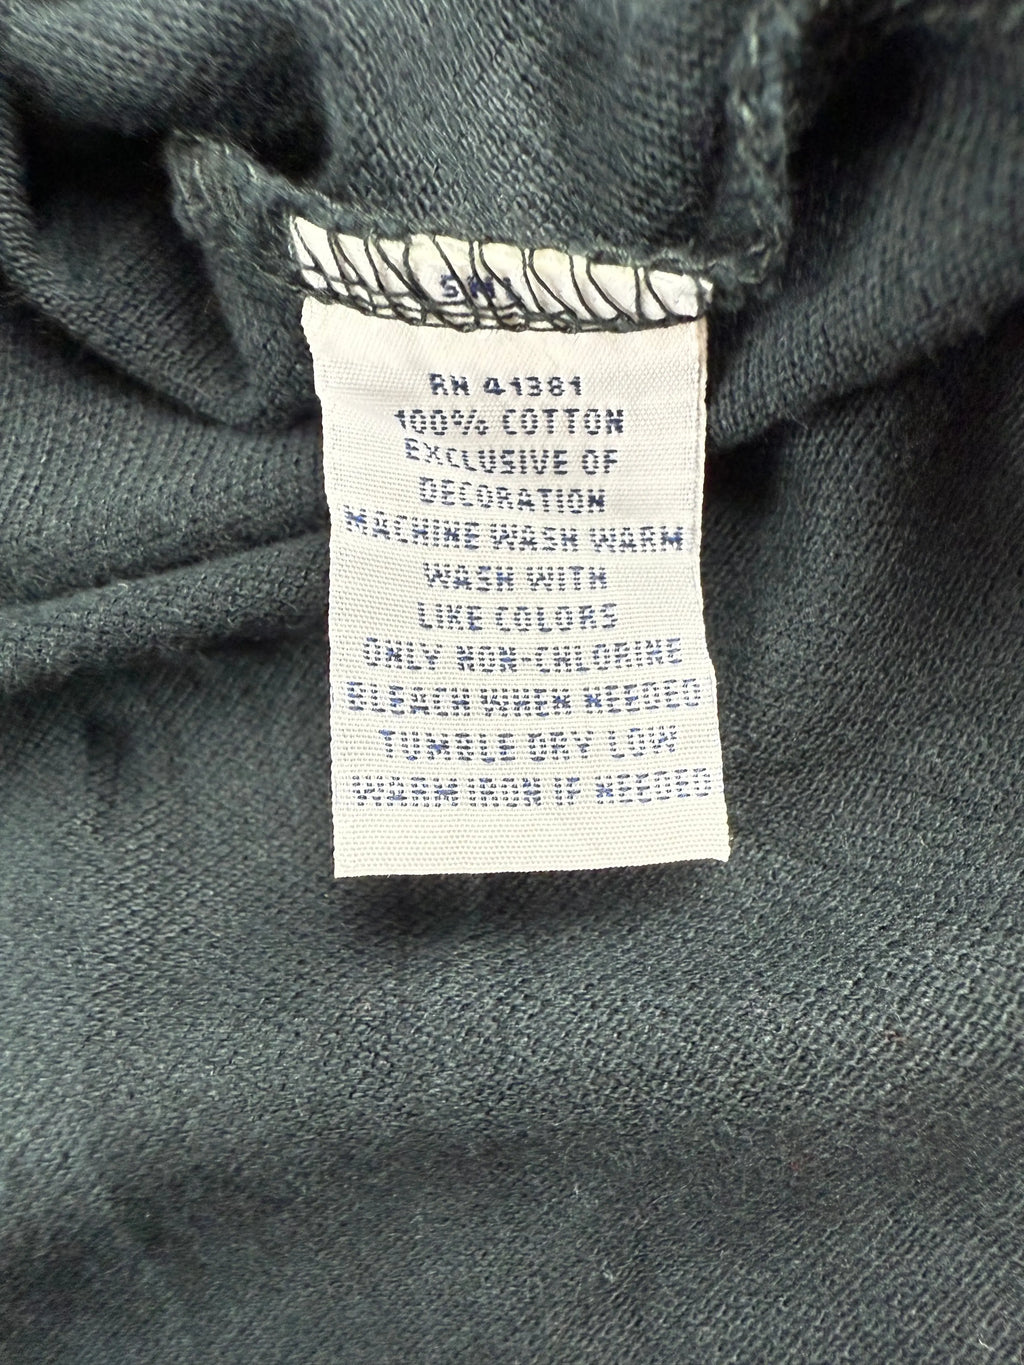 RN 41381
100% COTTON
EXCLUSIVE OF
DECORATION
MACHINE WASH WARM
WASH WITH
LIKE COLORS
ONLY NON-CHLORINE
BLEACH WHEN NEEDED
TUMBLE DRY LOW
WARM IRON IF NEEDED